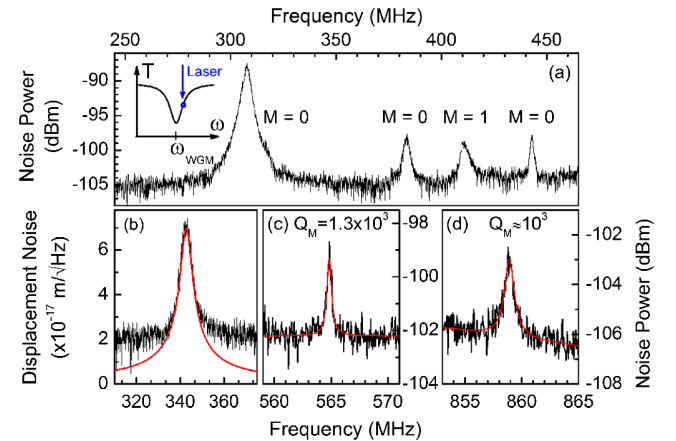 Frequency (MHz)
250 300 350 400 450
T
Laser
ω
ω WGM
(a)
M = 0
M = 0 M = 1 M = 0
Noise Power
(dBm)
-90
-95
-100
-105
(b)
(c) Q_M=1.3x10³
(d) Q_M≈10³
Displacement Noise
(x10⁻¹⁷ m/√Hz)
6
4
2
0
-98
-100
-102
-104
-102
-104
-106
-108
Noise Power (dBm)
320 340 360 560 565 570 855 860 865
Frequency (MHz)